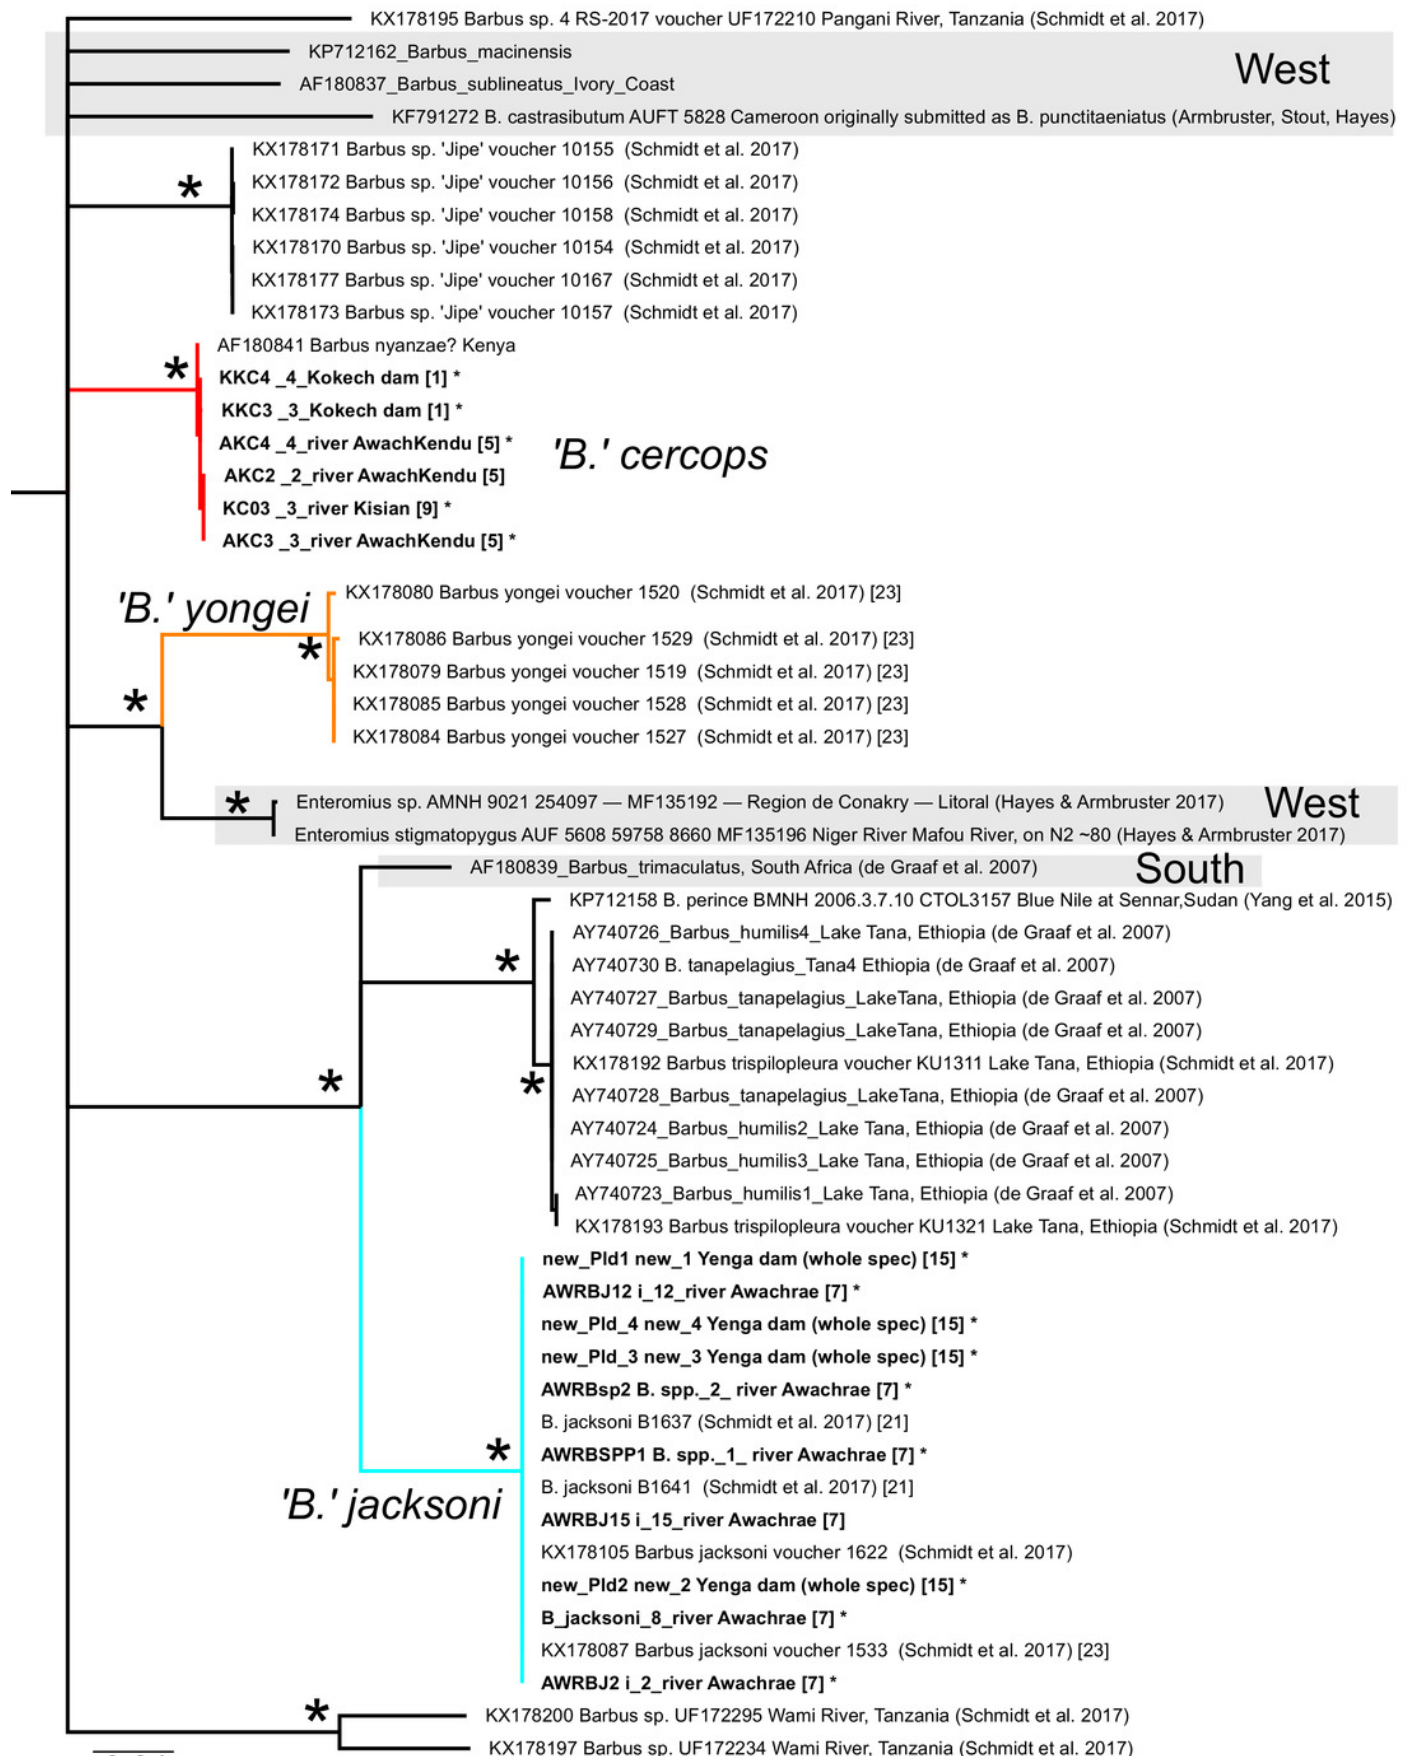 KX178195 Barbus sp. 4 RS-2017 voucher UF172210 Pangani River, Tanzania (Schmidt et al. 2017)
KP712162_Barbus_macinensis
West
AF180837_Barbus_sublineatus_Ivory_Coast
KF791272 B. castrasibutum AUFT 5828 Cameroon originally submitted as B. punctitaeniatus (Armbruster, Stout, Hayes)
KX178171 Barbus sp. 'Jipe' voucher 10155 (Schmidt et al. 2017)
*
KX178172 Barbus sp. 'Jipe' voucher 10156 (Schmidt et al. 2017)
KX178174 Barbus sp. 'Jipe' voucher 10158 (Schmidt et al. 2017)
KX178170 Barbus sp. 'Jipe' voucher 10154 (Schmidt et al. 2017)
KX178177 Barbus sp. 'Jipe' voucher 10167 (Schmidt et al. 2017)
KX178173 Barbus sp. 'Jipe' voucher 10157 (Schmidt et al. 2017)
AF180841 Barbus nyanzae? Kenya
*
KKC4 _4_Kokech dam [1] *
KKC3 _3_Kokech dam [1] *
AKC4 _4_river AwachKendu [5] *
'B.' cercops
AKC2 _2_river AwachKendu [5]
KC03 _3_river Kisian [9] *
AKC3 _3_river AwachKendu [5] *
KX178080 Barbus yongei voucher 1520 (Schmidt et al. 2017) [23]
'B.' yongei
*
KX178086 Barbus yongei voucher 1529 (Schmidt et al. 2017) [23]
KX178079 Barbus yongei voucher 1519 (Schmidt et al. 2017) [23]
*
KX178085 Barbus yongei voucher 1528 (Schmidt et al. 2017) [23]
KX178084 Barbus yongei voucher 1527 (Schmidt et al. 2017) [23]
*
Enteromius sp. AMNH 9021 254097 — MF135192 — Region de Conakry — Litoral (Hayes & Armbruster 2017)
West
Enteromius stigmatopygus AUF 5608 59758 8660 MF135196 Niger River Mafou River, on N2 ~80 (Hayes & Armbruster 2017)
AF180839_Barbus_trimaculatus, South Africa (de Graaf et al. 2007)
South
KP712158 B. perince BMNH 2006.3.7.10 CTOL3157 Blue Nile at Sennar,Sudan (Yang et al. 2015)
AY740726_Barbus_humilis4_Lake Tana, Ethiopia (de Graaf et al. 2007)
*
AY740730 B. tanapelagius_Tana4 Ethiopia (de Graaf et al. 2007)
AY740727_Barbus_tanapelagius_LakeTana, Ethiopia (de Graaf et al. 2007)
AY740729_Barbus_tanapelagius_LakeTana, Ethiopia (de Graaf et al. 2007)
KX178192 Barbus trispilopleura voucher KU1311 Lake Tana, Ethiopia (Schmidt et al. 2017)
*
*
AY740728_Barbus_tanapelagius_LakeTana, Ethiopia (de Graaf et al. 2007)
AY740724_Barbus_humilis2_Lake Tana, Ethiopia (de Graaf et al. 2007)
AY740725_Barbus_humilis3_Lake Tana, Ethiopia (de Graaf et al. 2007)
AY740723_Barbus_humilis1_Lake Tana, Ethiopia (de Graaf et al. 2007)
KX178193 Barbus trispilopleura voucher KU1321 Lake Tana, Ethiopia (Schmidt et al. 2017)
new_Pld1 new_1 Yenga dam (whole spec) [15] *
AWRBJ12 i_12_river Awachrae [7] *
new_Pld_4 new_4 Yenga dam (whole spec) [15] *
new_Pld_3 new_3 Yenga dam (whole spec) [15] *
AWRBsp2 B. spp._2_ river Awachrae [7] *
B. jacksoni B1637 (Schmidt et al. 2017) [21]
*
AWRBSPP1 B. spp._1_ river Awachrae [7] *
B. jacksoni B1641 (Schmidt et al. 2017) [21]
'B.' jacksoni
AWRBJ15 i_15_river Awachrae [7]
KX178105 Barbus jacksoni voucher 1622 (Schmidt et al. 2017)
new_Pld2 new_2 Yenga dam (whole spec) [15] *
B_jacksoni_8_river Awachrae [7] *
KX178087 Barbus jacksoni voucher 1533 (Schmidt et al. 2017) [23]
AWRBJ2 i_2_river Awachrae [7] *
*
KX178200 Barbus sp. UF172295 Wami River, Tanzania (Schmidt et al. 2017)
KX178197 Barbus sp. UF172234 Wami River, Tanzania (Schmidt et al. 2017)